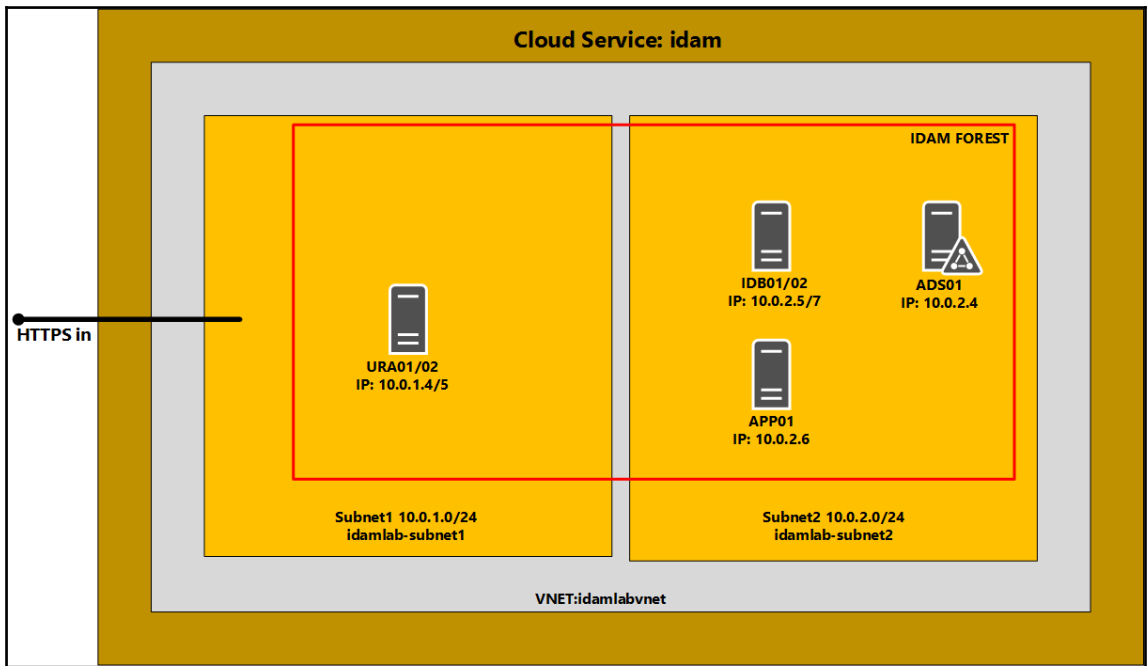 Cloud Service: idam
IDAM FOREST
HTTPS in
URA01/02
IP: 10.0.1.4/5
IDB01/02
IP: 10.0.2.5/7
ADS01
IP: 10.0.2.4
APP01
IP: 10.0.2.6
Subnet1 10.0.1.0/24
idamlab-subnet1
Subnet2 10.0.2.0/24
idamlab-subnet2
VNET:idamlabvnet